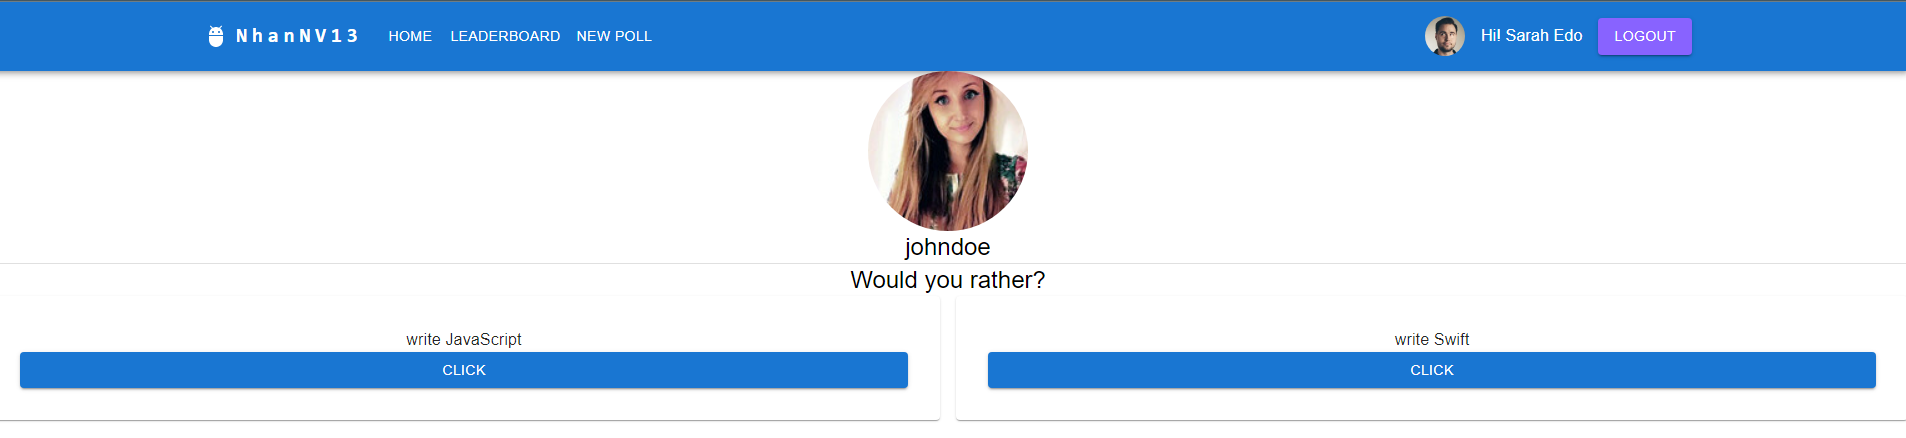 NhanNV13 HOME LEADERBOARD NEW POLL Hi! Sarah Edo LOGOUT
johndoe
Would you rather?
write JavaScript write Swift
CLICK CLICK